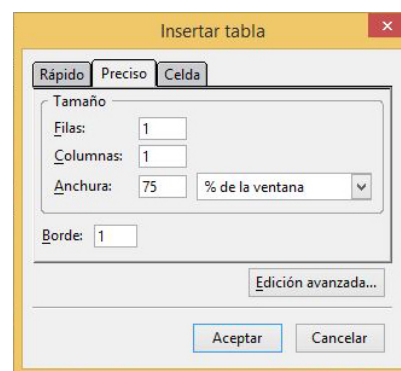 Insertar tabla
Rápido Preciso Celda
Tamaño
Filas: 1
Columnas: 1
Anchura: 75 % de la ventana
Borde: 1
Edición avanzada...
Aceptar Cancelar